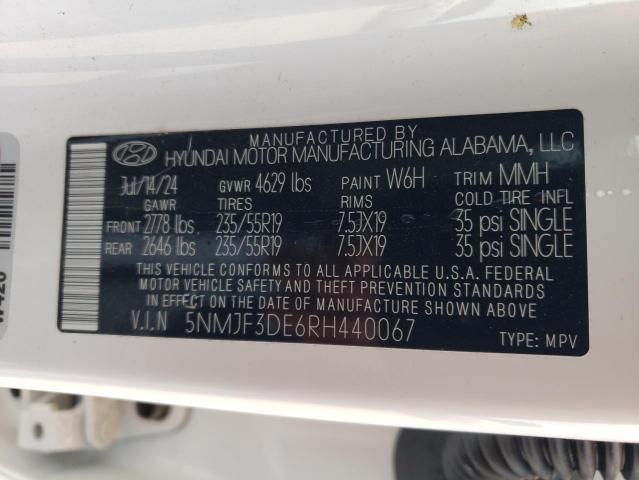 MANUFACTURED BY
HYUNDAI MOTOR MANUFACTURING ALABAMA, LLC
Jul/14/24 GVWR 4629 lbs PAINT W6H TRIM MMH
GAWR TIRES RIMS COLD TIRE INFL
FRONT 2778 lbs 235/55R19 7.5JX19 35 psi SINGLE
REAR 2646 lbs 235/55R19 7.5JX19 35 psi SINGLE
THIS VEHICLE CONFORMS TO ALL APPLICABLE U.S.A. FEDERAL
MOTOR VEHICLE SAFETY AND THEFT PREVENTION STANDARDS
IN EFFECT ON THE DATE OF MANUFACTURE SHOWN ABOVE
V.I.N 5NMJF3DE6RH440067
TYPE: MPV